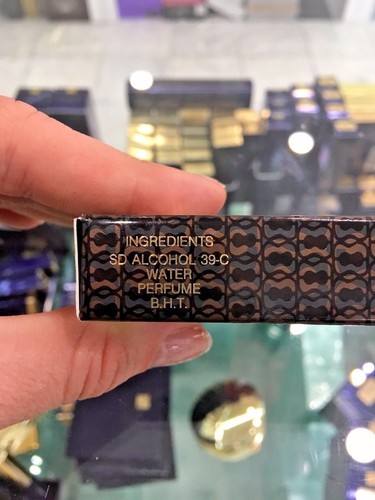 INGREDIENTS
SD ALCOHOL 39-C
WATER
PERFUME
B.H.T.